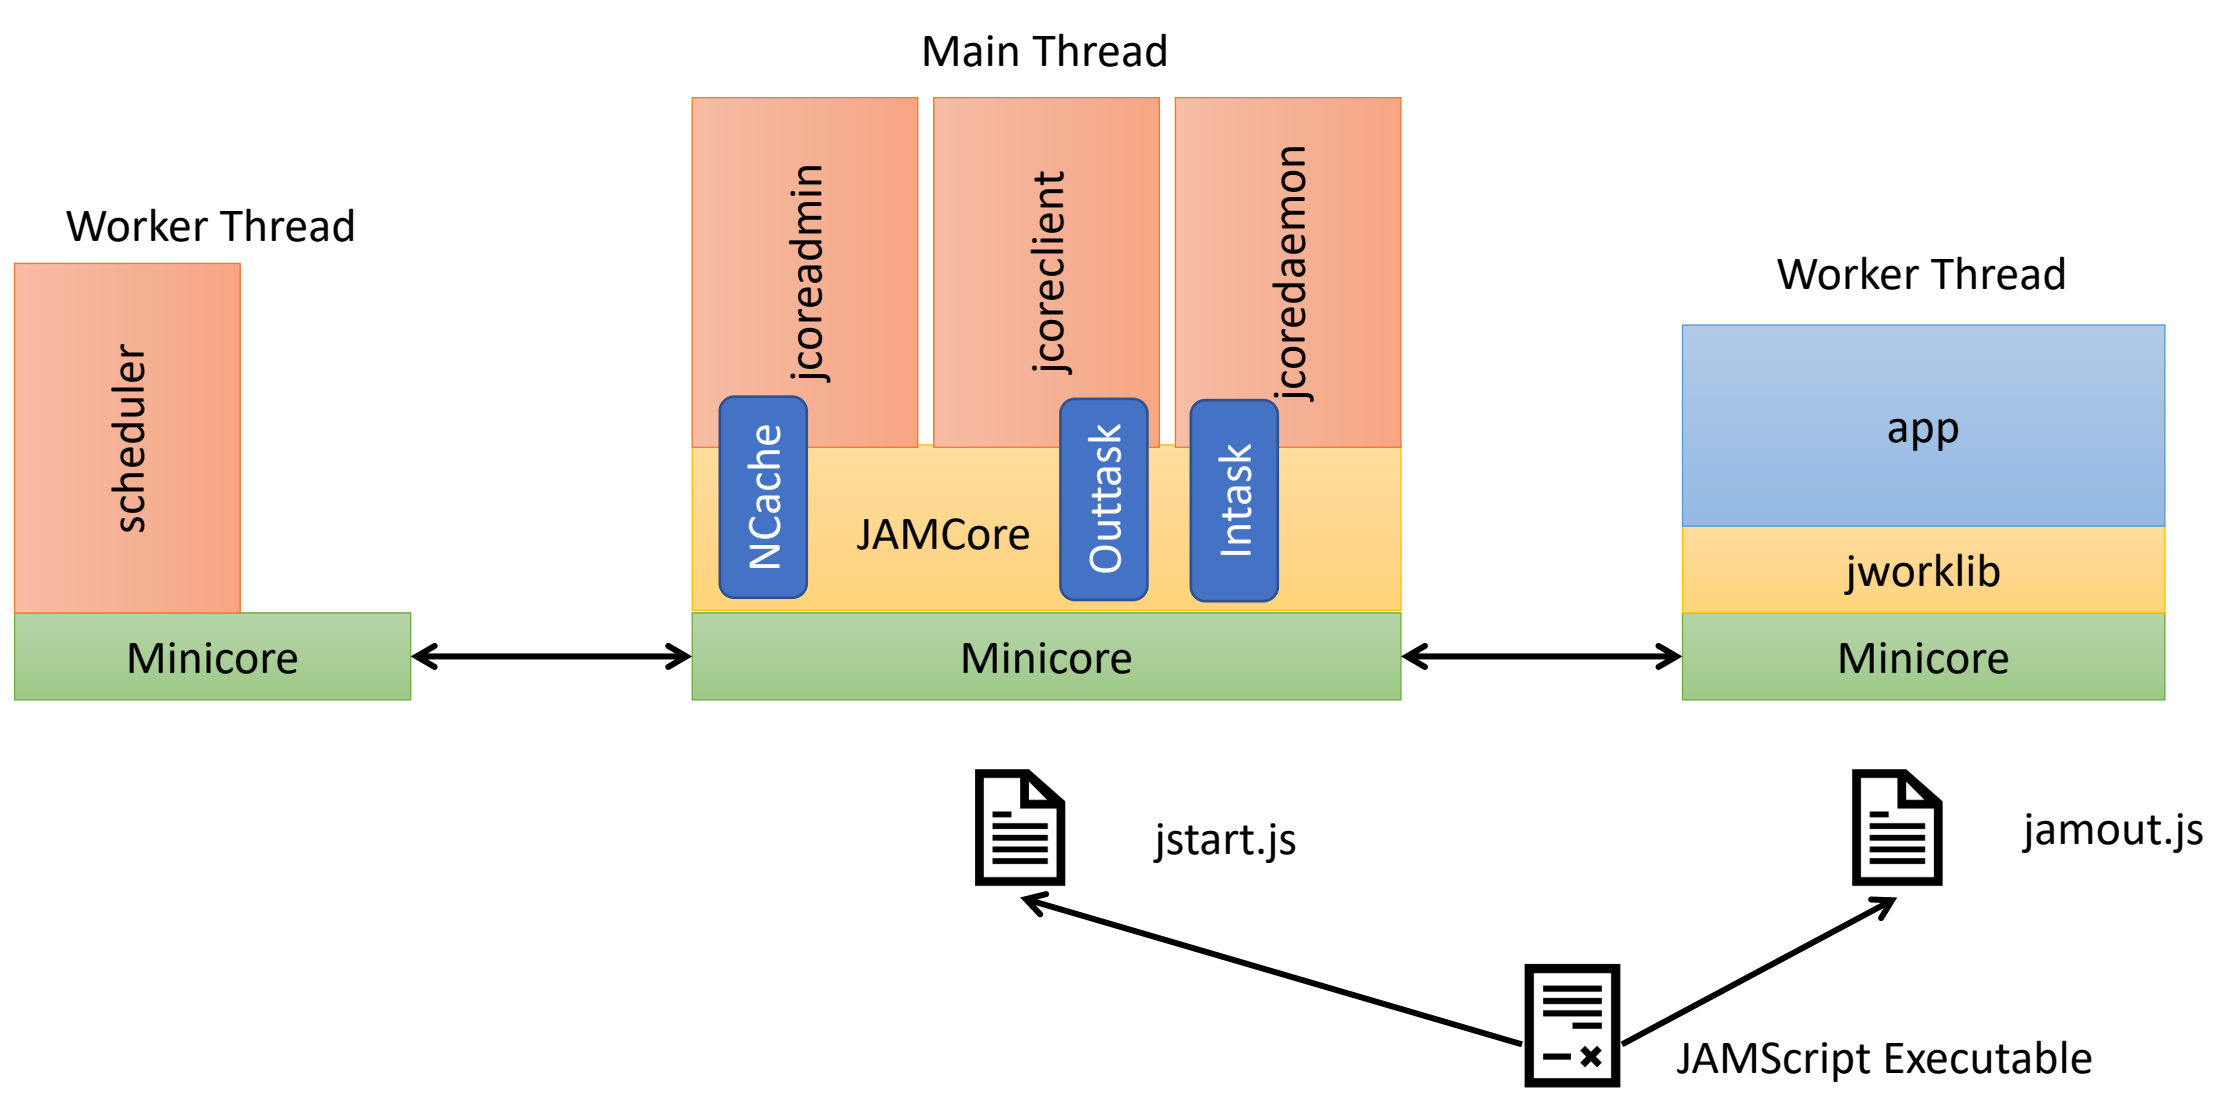 Main Thread
Worker Thread
Worker Thread
scheduler
jcoreadmin
jcoreclient
jcoredaemon
NCache
JAMCore
Outtask
Intask
app
jworklib
Minicore
Minicore
Minicore
jstart.js
jamout.js
JAMScript Executable